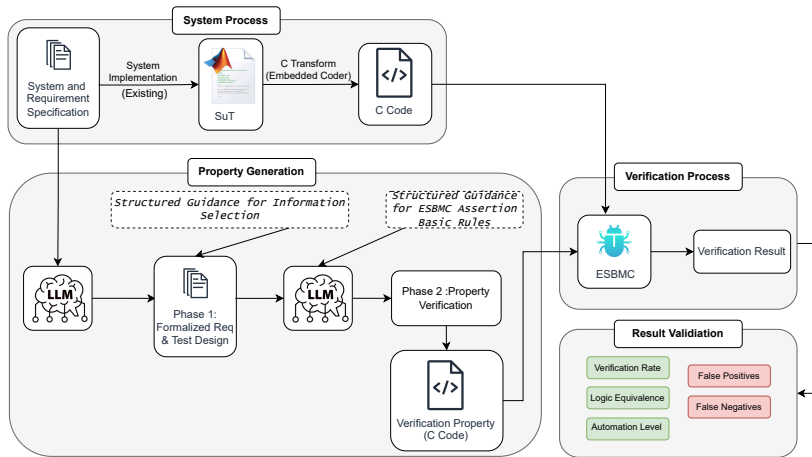 System Process
System and
Requirement
Specification
System
Implementation
(Existing)
SuT
C Transform
(Embedded Coder)
</>
C Code
Property Generation
Structured Guidance for Information
Selection
Structured Guidance
for ESBMC Assertion
Basic Rules
LLM
Phase 1:
Formalized Req
& Test Design
LLM
Phase 2 :Property
Verification
</>
Verification Property
(C Code)
Verification Process
ESBMC
Verification Result
Result Validiation
Verification Rate
Logic Equivalence
Automation Level
False Positives
False Negatives